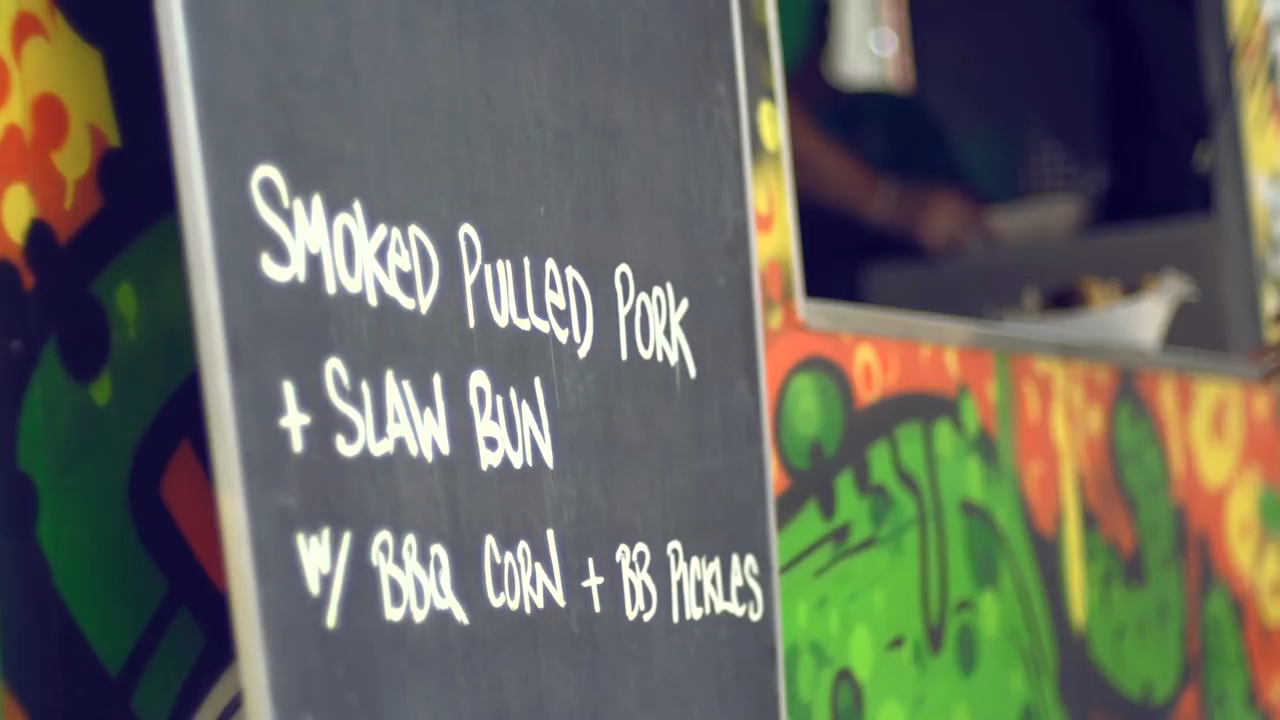 SMOKED PULLED PORK
+ SLAW BUN
W/ BBQ CORN + BB PICKLES